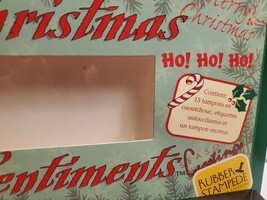 Christmas
Merry
Christmas
HO! HO! HO!
Contient
15 tampons en
caoutchouc, étiquettes
autocollantes et
un tampon encreur
Sentiments™
RUBBER
STAMPEDE